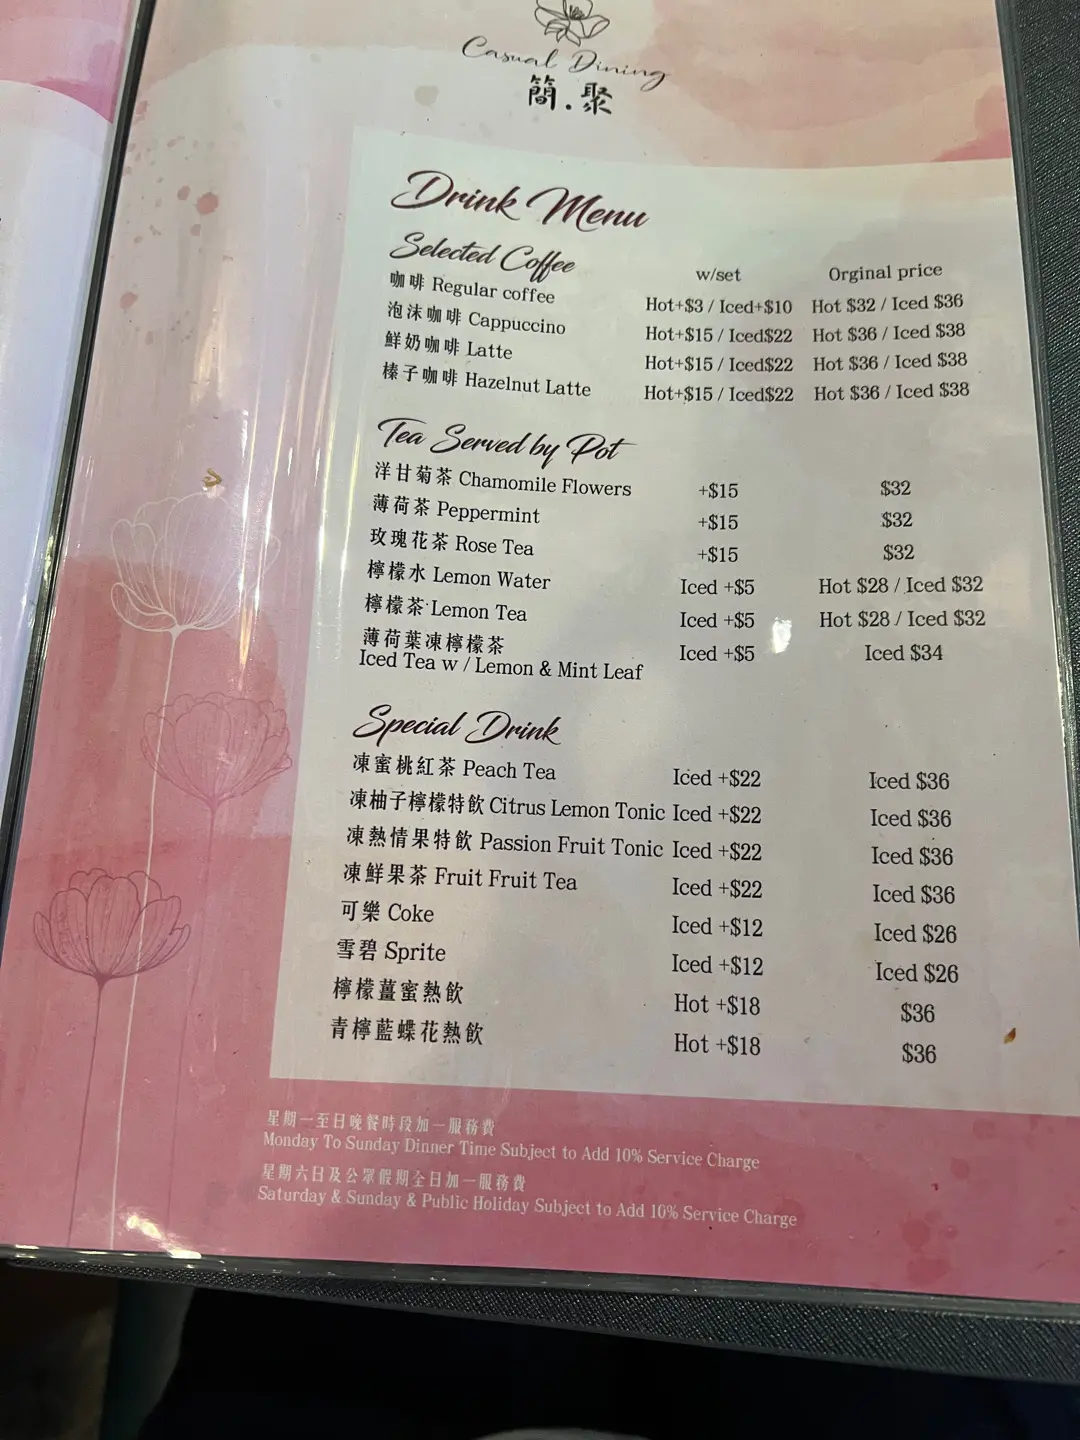 Casual Dining
簡.聚
Drink Menu
Selected Coffee w/set Orginal price
咖啡 Regular coffee Hot+$3 / Iced+$10 Hot $32 / Iced $36
泡沫咖啡 Cappuccino Hot+$15 / Iced$22 Hot $36 / Iced $38
鮮奶咖啡 Latte Hot+$15 / Iced$22 Hot $36 / Iced $38
榛子咖啡 Hazelnut Latte Hot+$15 / Iced$22 Hot $36 / Iced $38
Tea Served by Pot
洋甘菊茶 Chamomile Flowers +$15 $32
薄荷茶 Peppermint +$15 $32
玫瑰花茶 Rose Tea +$15 $32
檸檬水 Lemon Water Iced +$5 Hot $28 / Iced $32
檸檬茶 Lemon Tea Iced +$5 Hot $28 / Iced $32
薄荷葉凍檸檬茶 Iced +$5 Iced $34
Iced Tea w / Lemon & Mint Leaf
Special Drink
凍蜜桃紅茶 Peach Tea Iced +$22 Iced $36
凍柚子檸檬特飲 Citrus Lemon Tonic Iced +$22 Iced $36
凍熱情果特飲 Passion Fruit Tonic Iced +$22 Iced $36
凍鮮果茶 Fruit Fruit Tea Iced +$22 Iced $36
可樂 Coke Iced +$12 Iced $26
雪碧 Sprite Iced +$12 Iced $26
檸檬薑蜜熱飲 Hot +$18 $36
青檸藍蝶花熱飲 Hot +$18 $36
星期一至日晚餐時段加一服務費
Monday To Sunday Dinner Time Subject to Add 10% Service Charge
星期六日及公眾假期全日加一服務費
Saturday & Sunday & Public Holiday Subject to Add 10% Service Charge